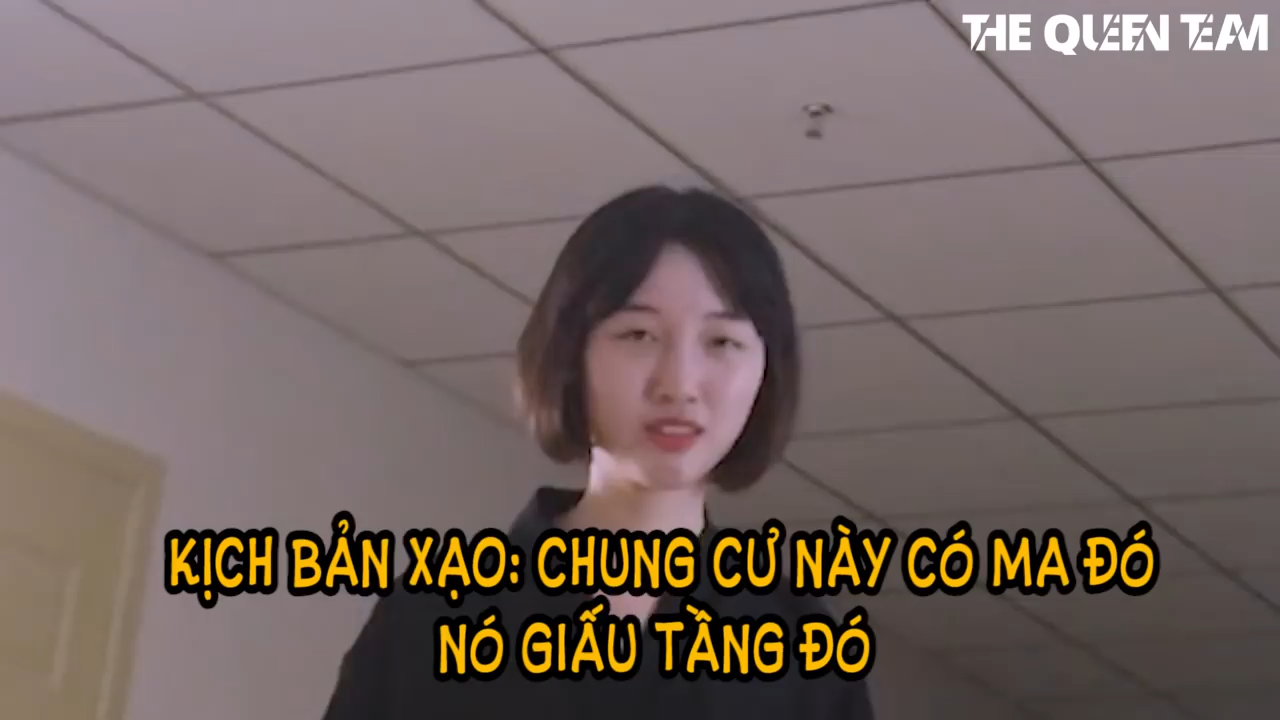 THE QUEEN TEAM
KỊCH BẢN XẠO: CHUNG CƯ NÀY CÓ MA ĐÓ
NÓ GIẤU TẦNG ĐÓ